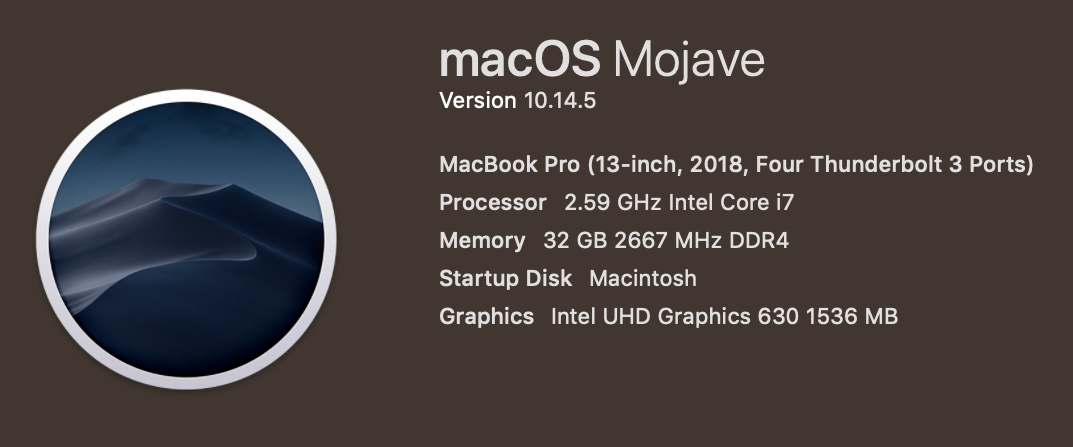 macOS Mojave
Version 10.14.5
MacBook Pro (13-inch, 2018, Four Thunderbolt 3 Ports)
Processor 2.59 GHz Intel Core i7
Memory 32 GB 2667 MHz DDR4
Startup Disk Macintosh
Graphics Intel UHD Graphics 630 1536 MB